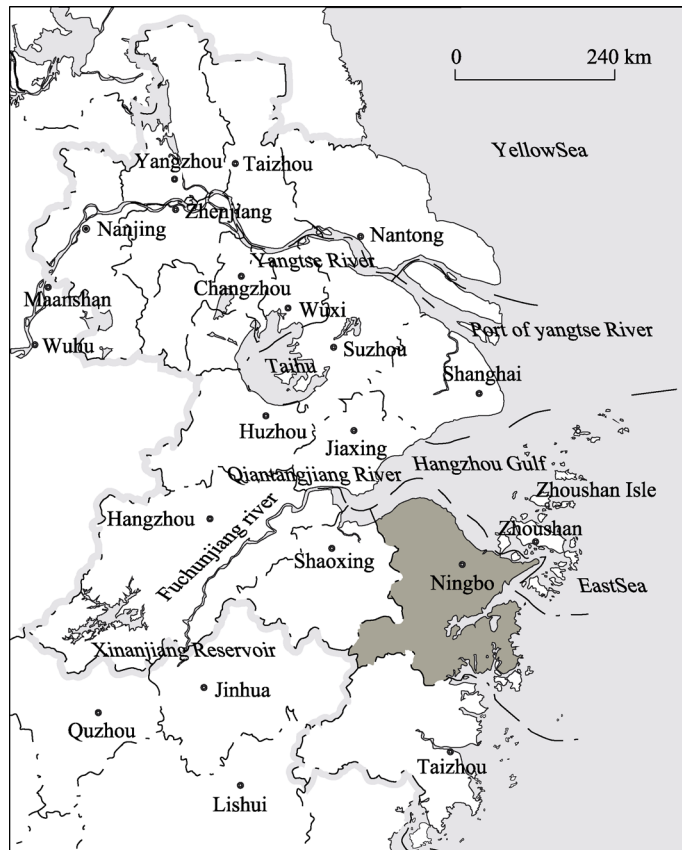 0 240 km
YellowSea
Yangzhou
Taizhou
Zhenjiang
Nanjing
Nantong
Yangtse River
Changzhou
Maanshan
Wuxi
Port of yangtse River
Wuhu
Suzhou
Taihu
Shanghai
Huzhou
Jiaxing
Hangzhou Gulf
Qiantangjiang River
Zhoushan Isle
Hangzhou
Fuchunjiang river
Zhoushan
Shaoxing
Ningbo
EastSea
Xinanjiang Reservoir
Jinhua
Quzhou
Taizhou
Lishui